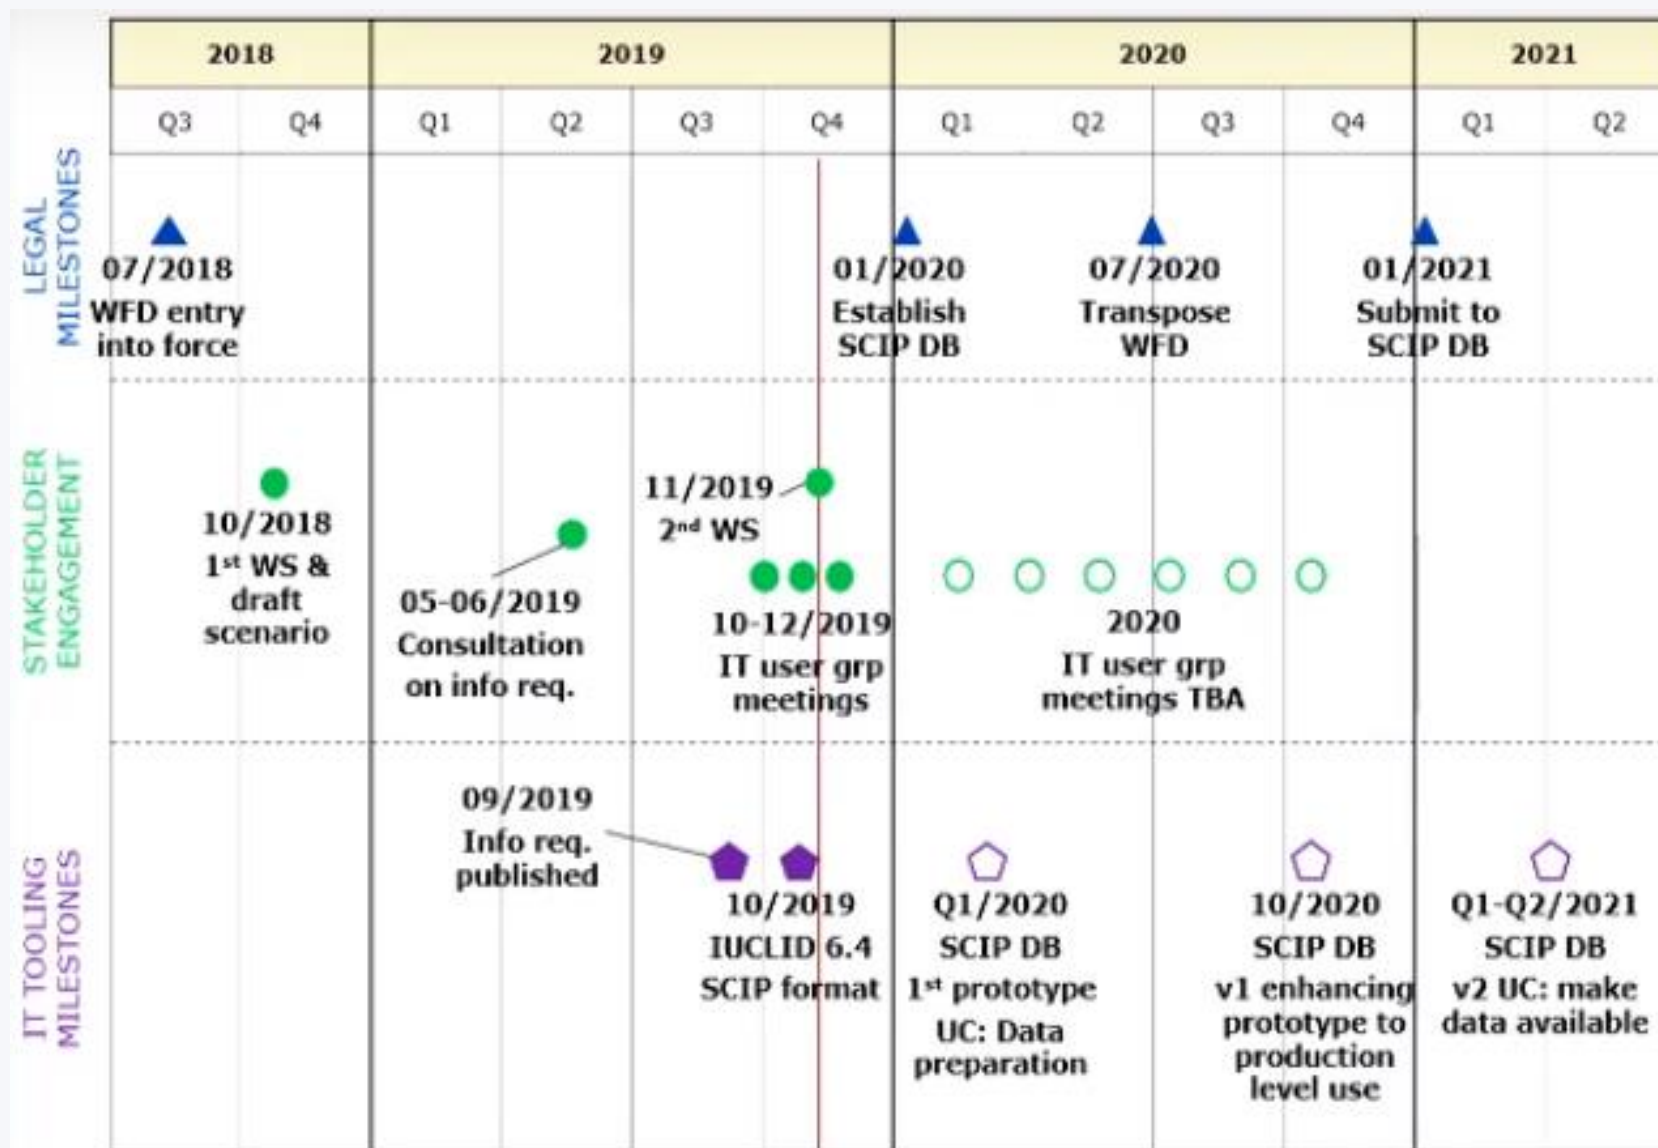 2018 2019 2020 2021
Q3 Q4 Q1 Q2 Q3 Q4 Q1 Q2 Q3 Q4 Q1 Q2
LEGAL
MILESTONES
07/2018
WFD entry
into force
01/2020
Establish
SCIP DB
07/2020
Transpose
WFD
01/2021
Submit to
SCIP DB
STAKEHOLDER
ENGAGEMENT
10/2018
1st WS &
draft
scenario
05-06/2019
Consultation
on info req.
11/2019
2nd WS
10-12/2019
IT user grp
meetings
2020
IT user grp
meetings TBA
IT TOOLING
MILESTONES
09/2019
Info req.
published
10/2019
IUCLID 6.4
SCIP format
Q1/2020
SCIP DB
1st prototype
UC: Data
preparation
10/2020
SCIP DB
v1 enhancing
prototype to
production
level use
Q1-Q2/2021
SCIP DB
v2 UC: make
data available